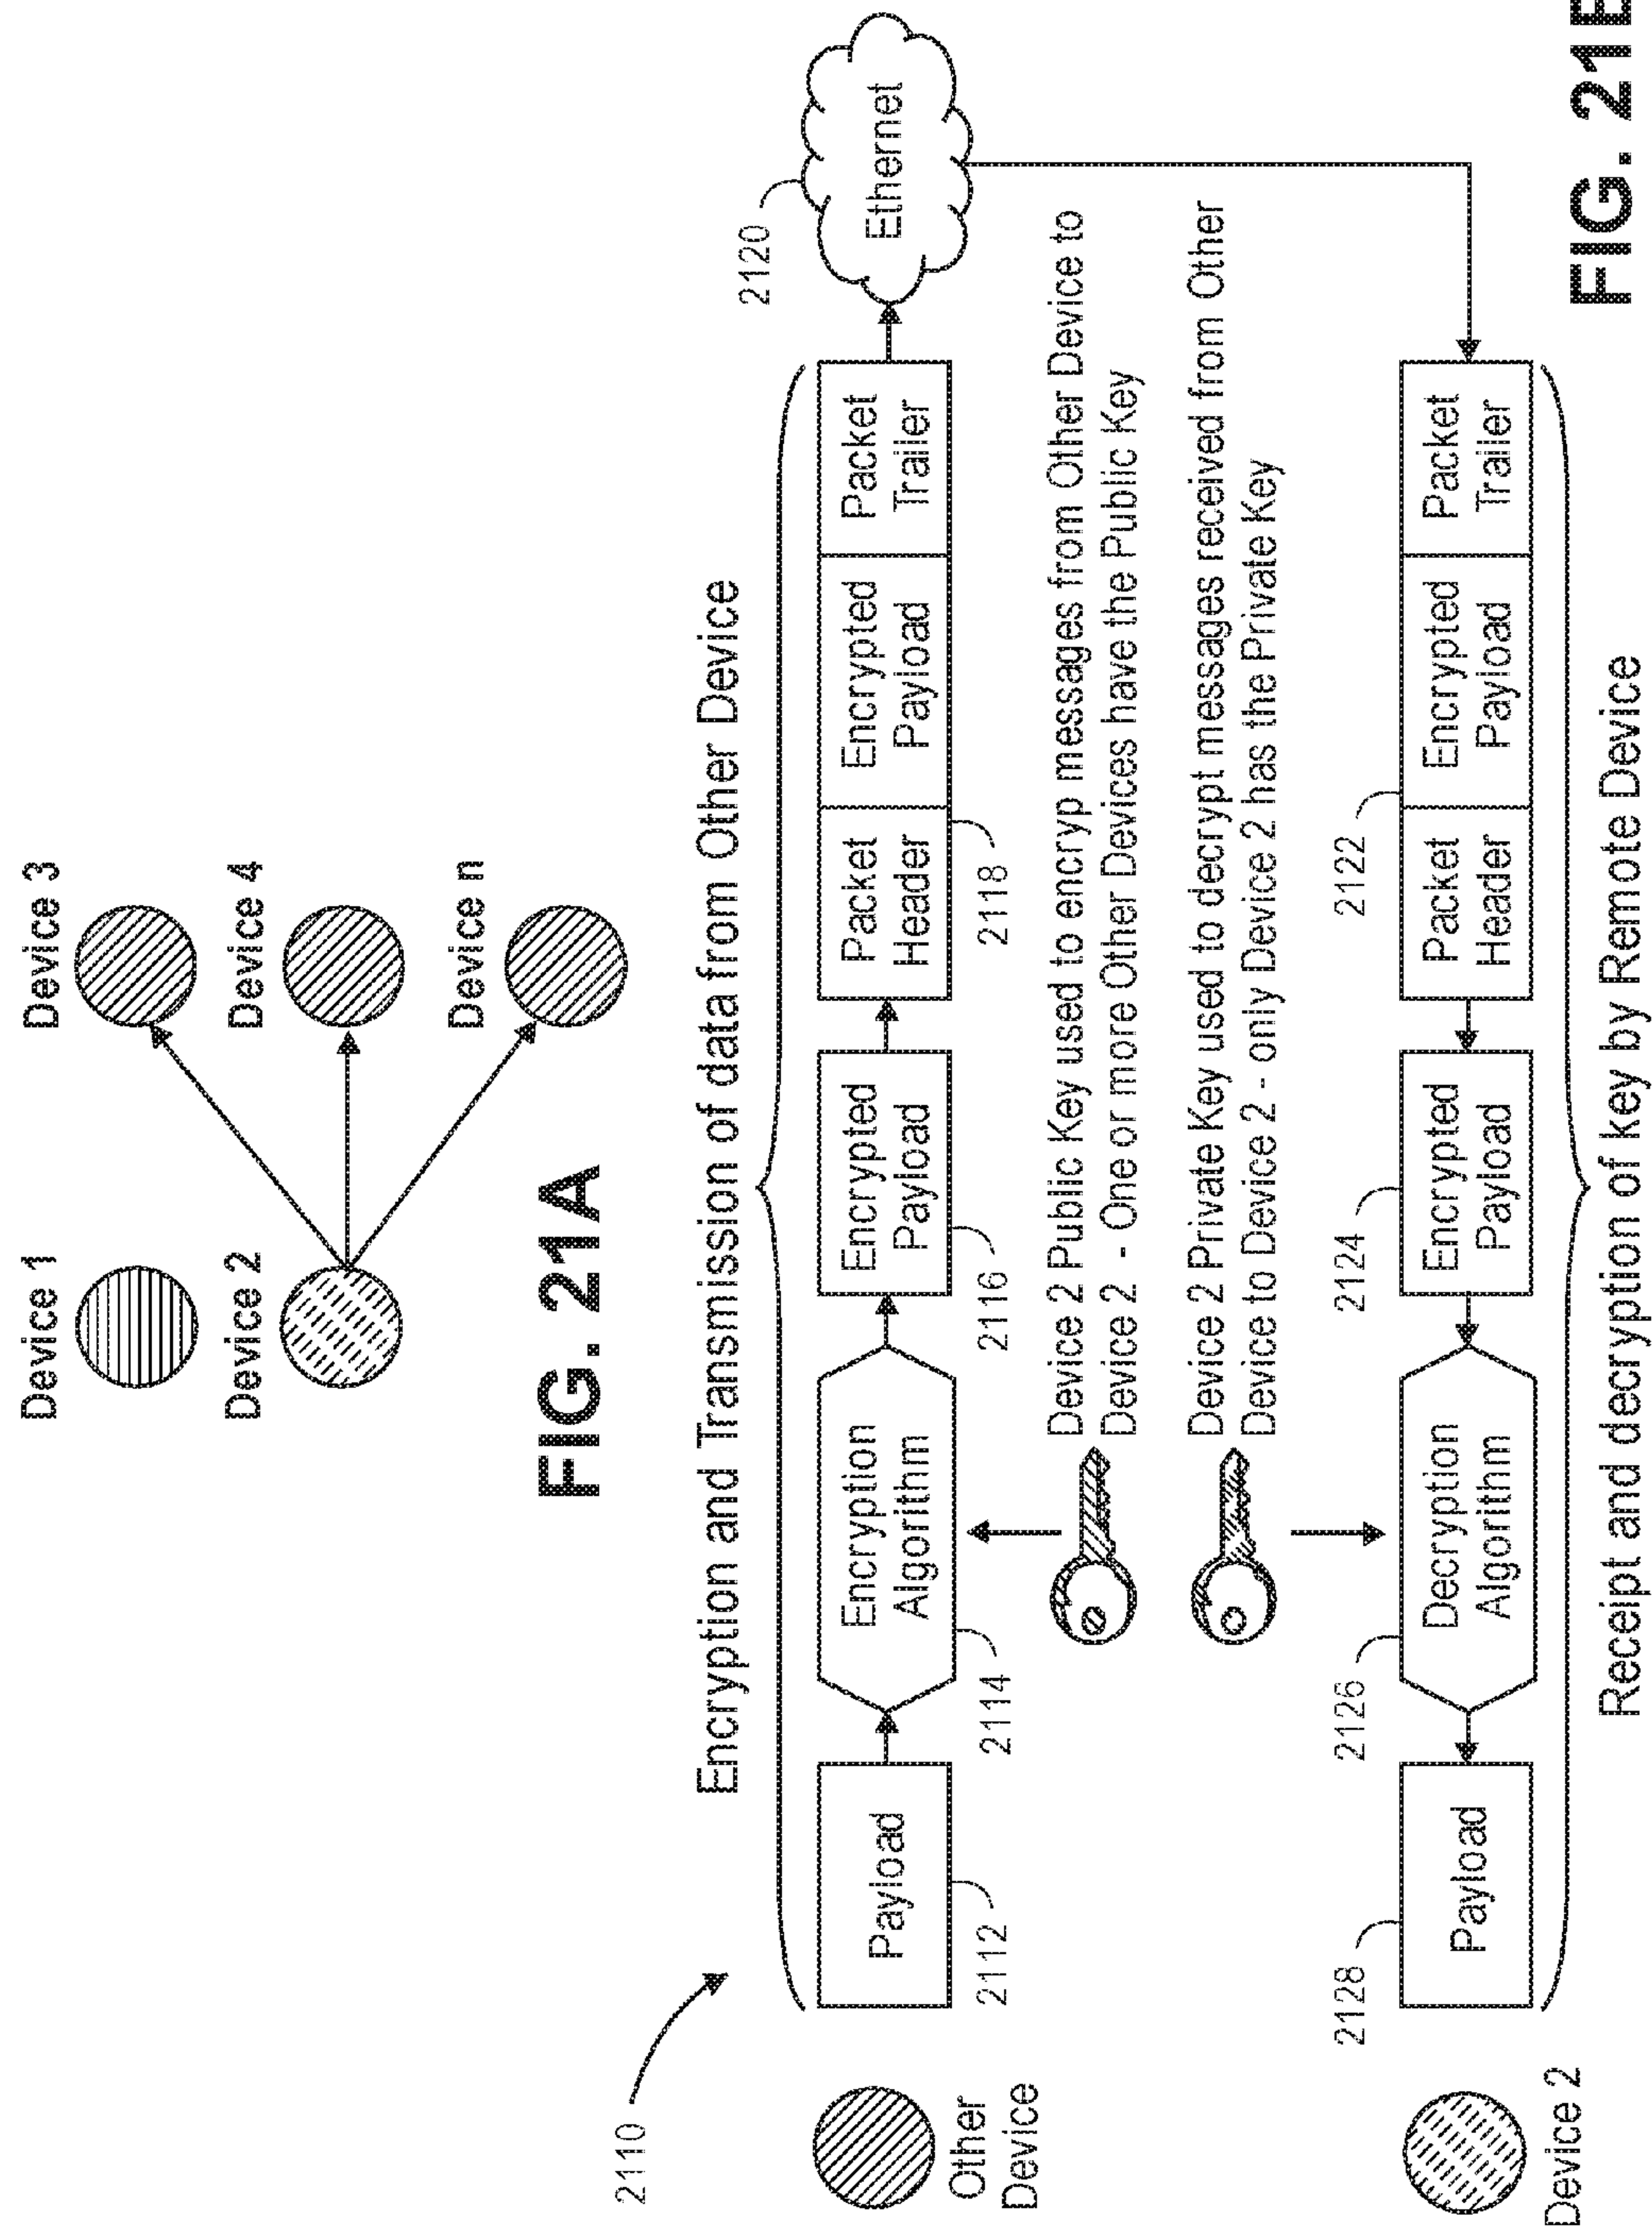 Device 1
Device 3
Device 2
Device 4
Device n
FIG. 21A
2110
Encryption and Transmission of data from Other Device
2120
Other
Device
Payload
Encryption
Algorithm
Encrypted
Payload
Packet
Header
Encrypted
Payload
Packet
Trailer
Ethernet
2112
2114
2116
2118
Device 2 Public Key used to encryp messages from Other Device to
Device 2 - One or more Other Devices have the Public Key
Device 2 Private Key used to decrypt messages received from Other
Device to Device 2 - only Device 2 has the Private Key
2128
2126
2124
2122
Device 2
Payload
Decryption
Algorithm
Encrypted
Payload
Packet
Header
Encrypted
Payload
Packet
Trailer
Receipt and decryption of key by Remote Device